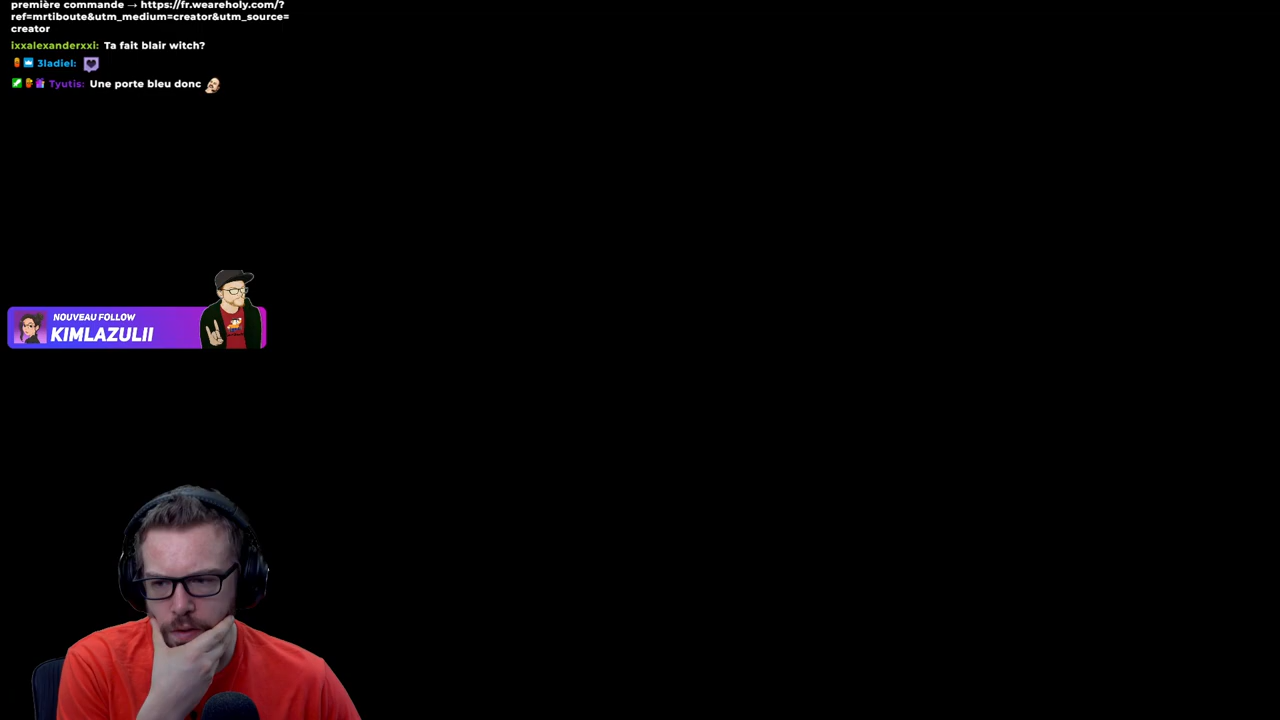 première commande → https://fr.weareholy.com/?
ref=mrtiboute&utm_medium=creator&utm_source=
creator
ixxalexanderxxi: Ta fait blair witch?
3ladiel:
Tyutis: Une porte bleu donc
NOUVEAU FOLLOW
KIMLAZULII